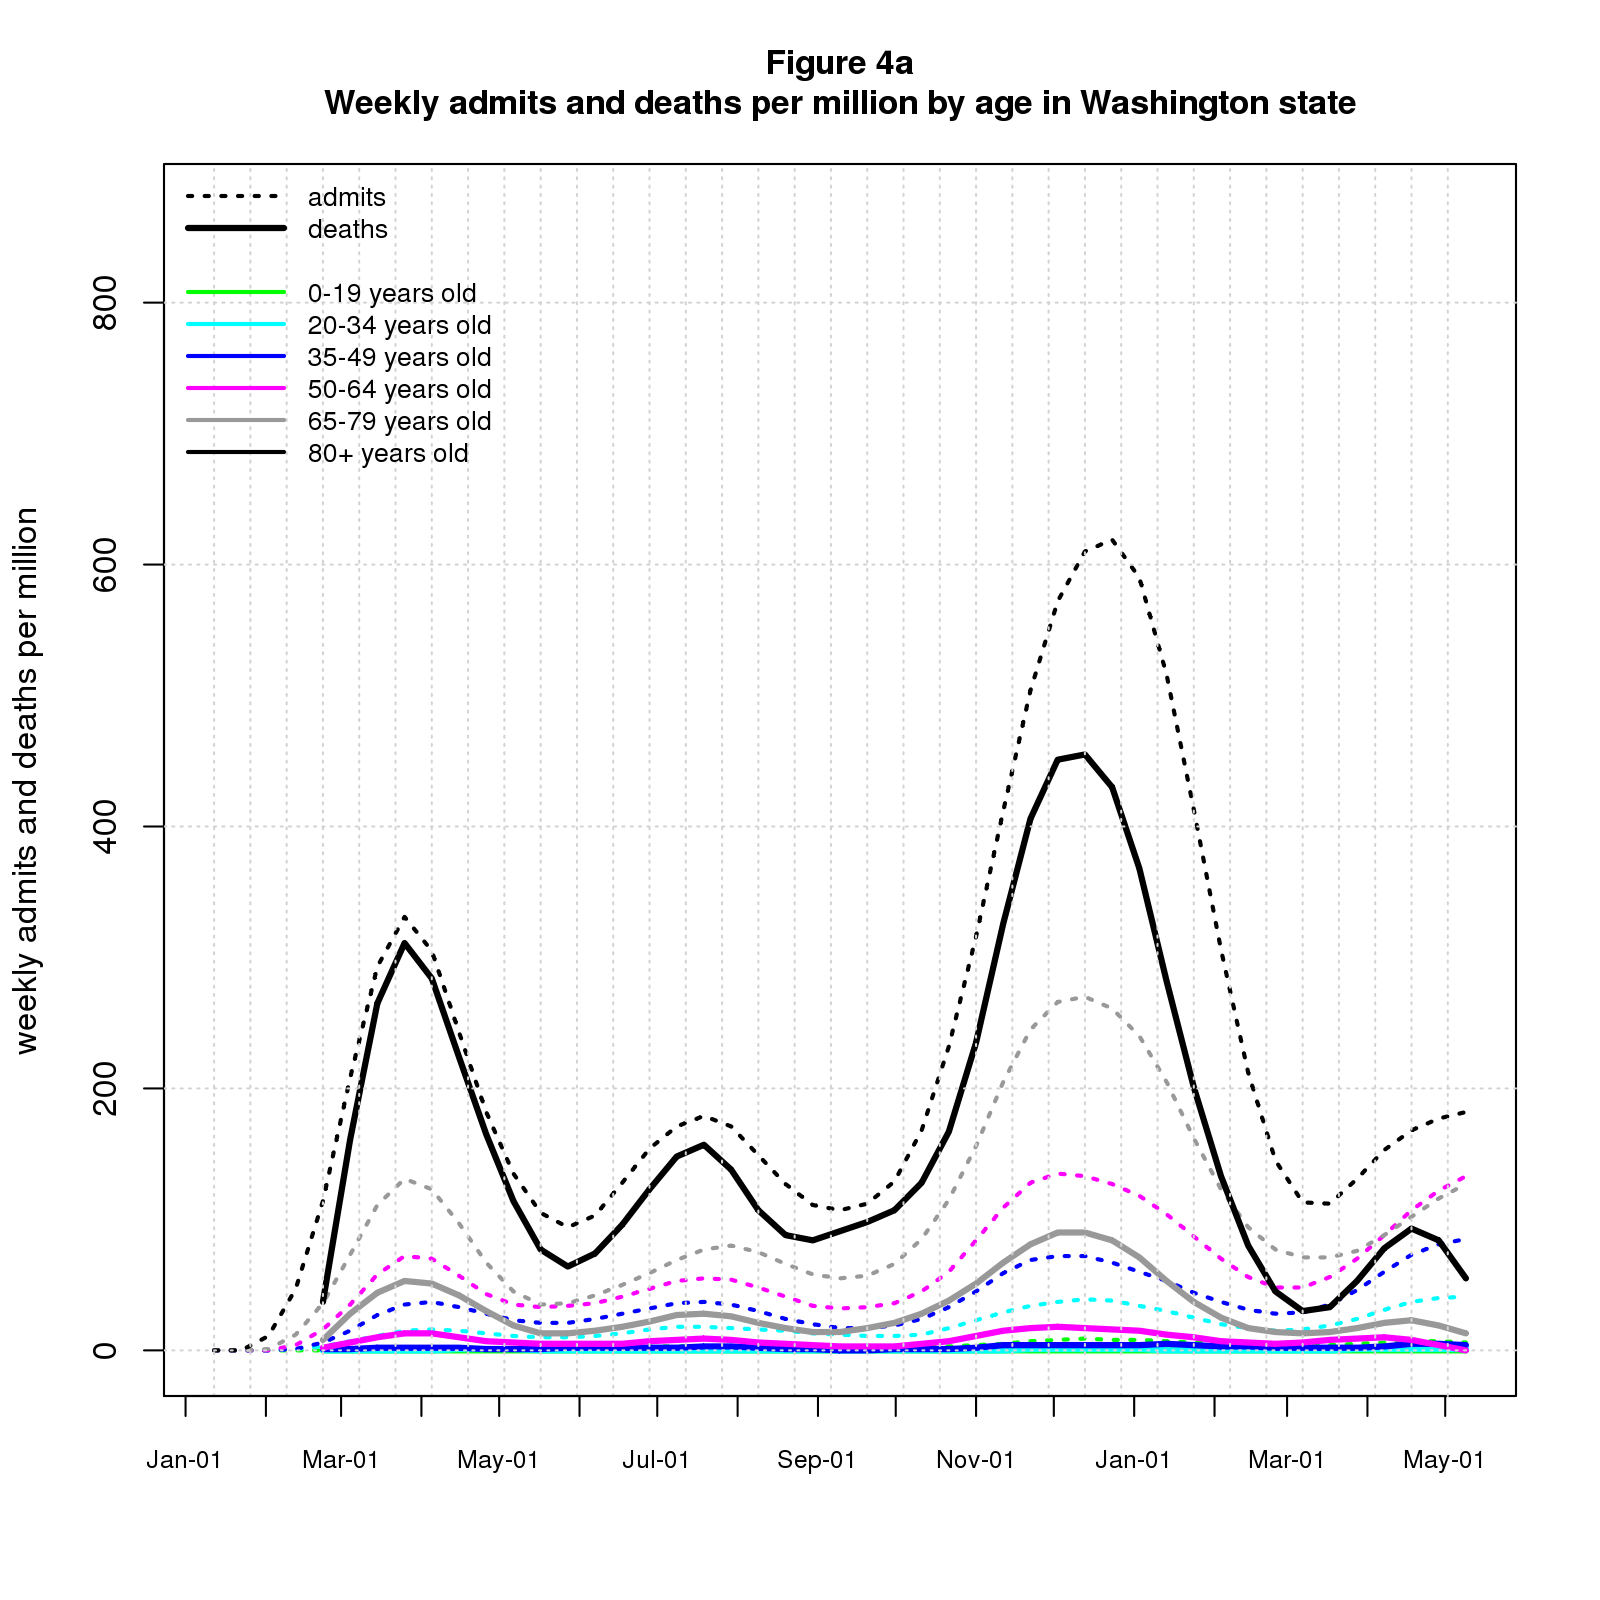 Figure 4a
Weekly admits and deaths per million by age in Washington state
admits
deaths
0-19 years old
20-34 years old
35-49 years old
50-64 years old
65-79 years old
80+ years old
weekly admits and deaths per million
800
600
400
200
0
Jan-01 Mar-01 May-01 Jul-01 Sep-01 Nov-01 Jan-01 Mar-01 May-01